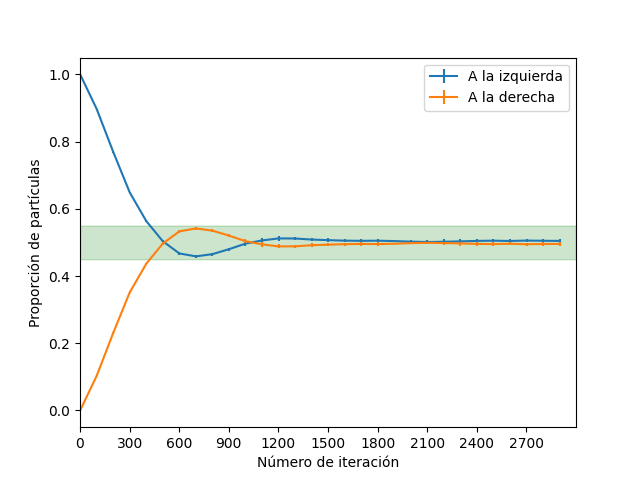 A la izquierda
A la derecha
1.0
0.8
0.6
0.4
0.2
0.0
Proporción de partículas
0 300 600 900 1200 1500 1800 2100 2400 2700
Número de iteración